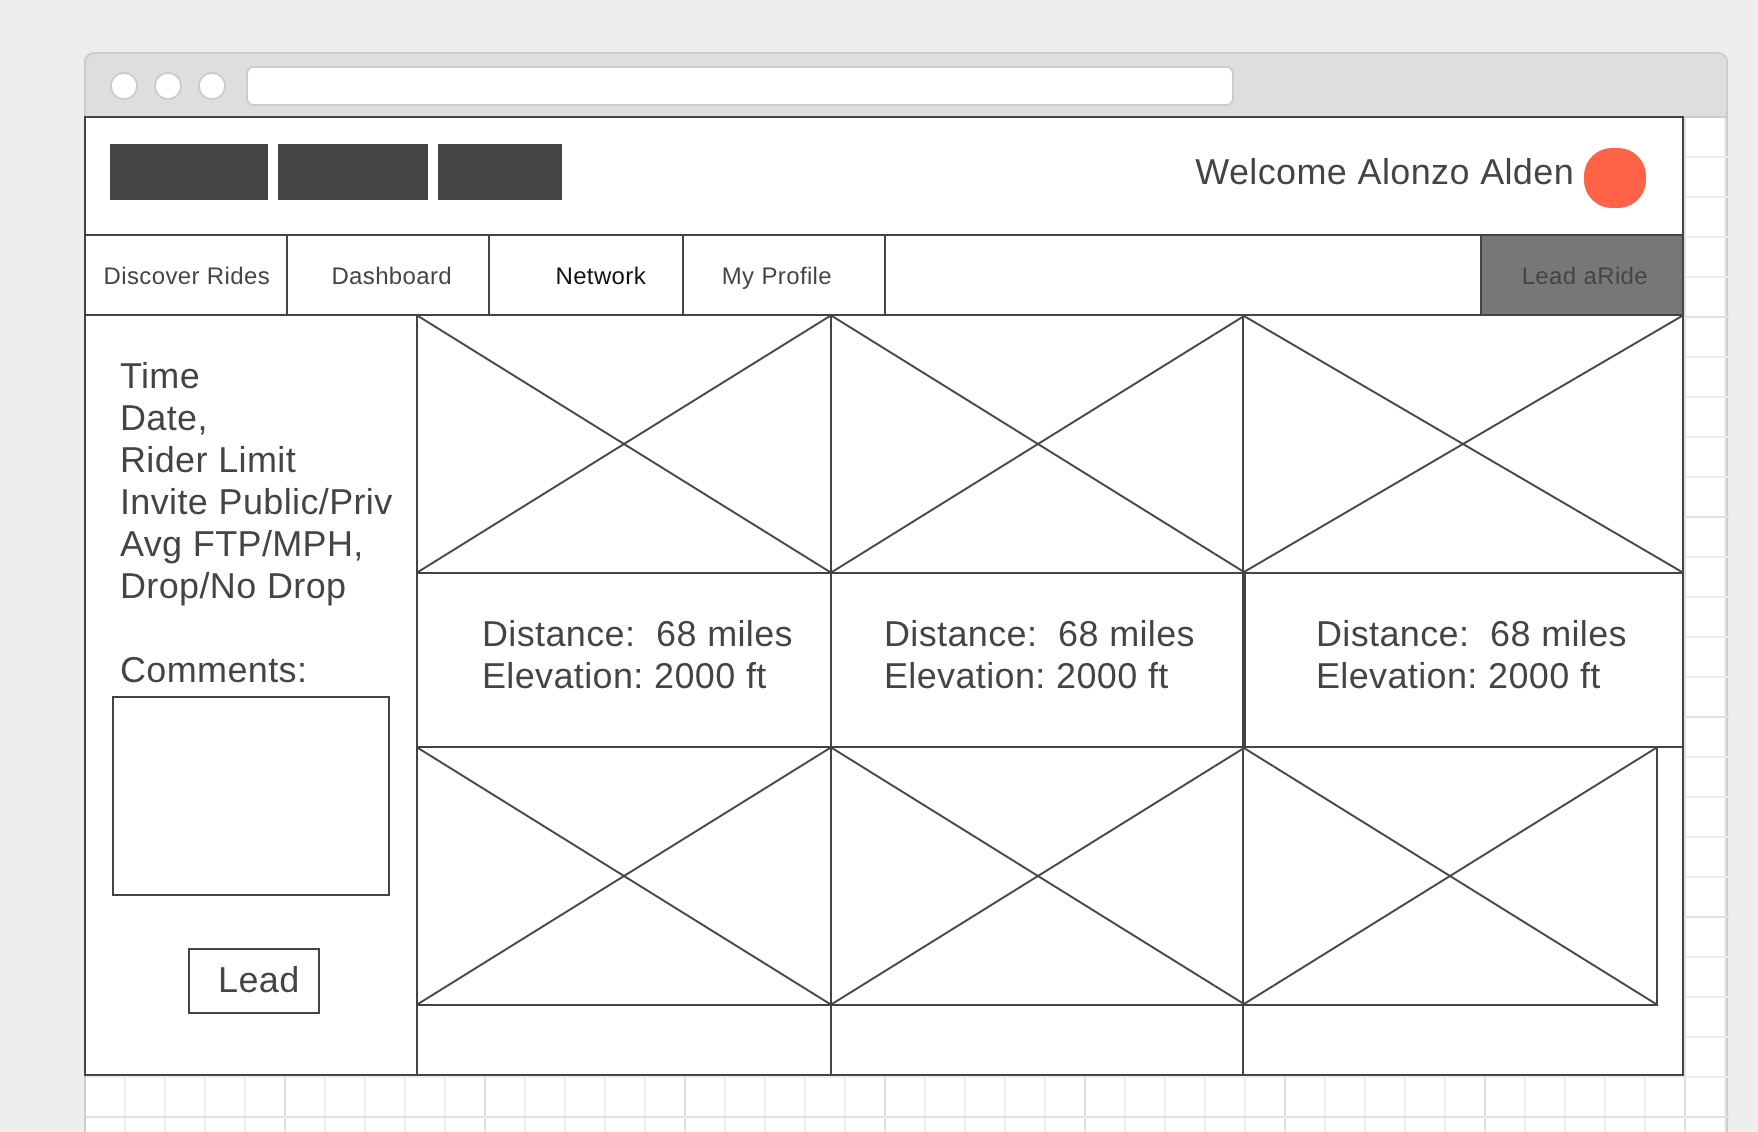 Welcome Alonzo Alden
Discover Rides
Dashboard
Network
My Profile
Lead aRide
Time
Date,
Rider Limit
Invite Public/Priv
Avg FTP/MPH,
Drop/No Drop
Comments:
Lead
Distance:  68 miles
Elevation: 2000 ft
Distance:  68 miles
Elevation: 2000 ft
Distance:  68 miles
Elevation: 2000 ft